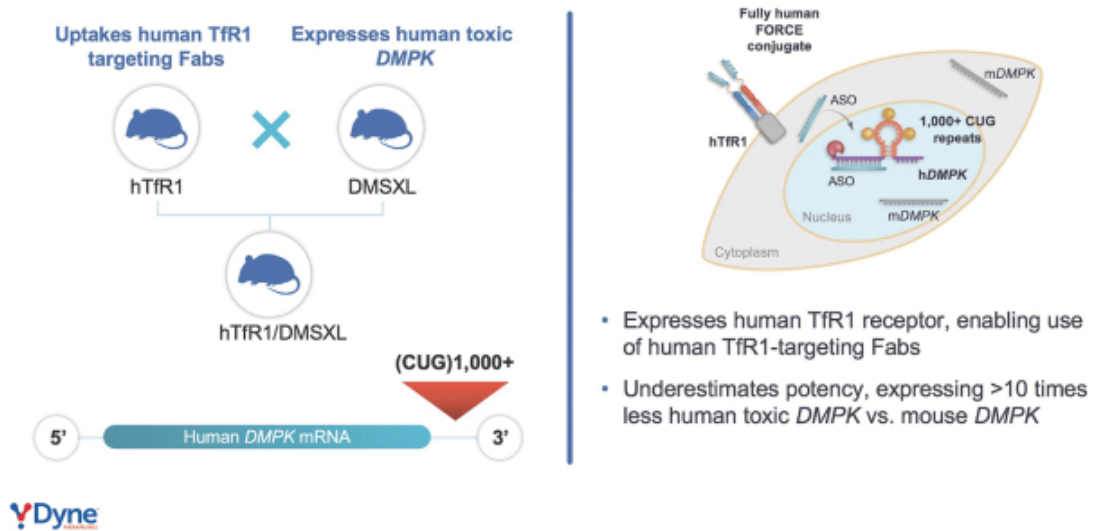 Uptakes human TfR1
targeting Fabs
Expresses human toxic
DMPK
hTfR1
DMSXL
hTfR1/DMSXL
(CUG)1,000+
5'
Human DMPK mRNA
3'
Fully human
FORCE
conjugate
mDMPK
ASO
1,000+ CUG
repeats
hTfR1
hDMPK
ASO
Nucleus
mDMPK
Cytoplasm
• Expresses human TfR1 receptor, enabling use
of human TfR1-targeting Fabs
• Underestimates potency, expressing >10 times
less human toxic DMPK vs. mouse DMPK
Dyne